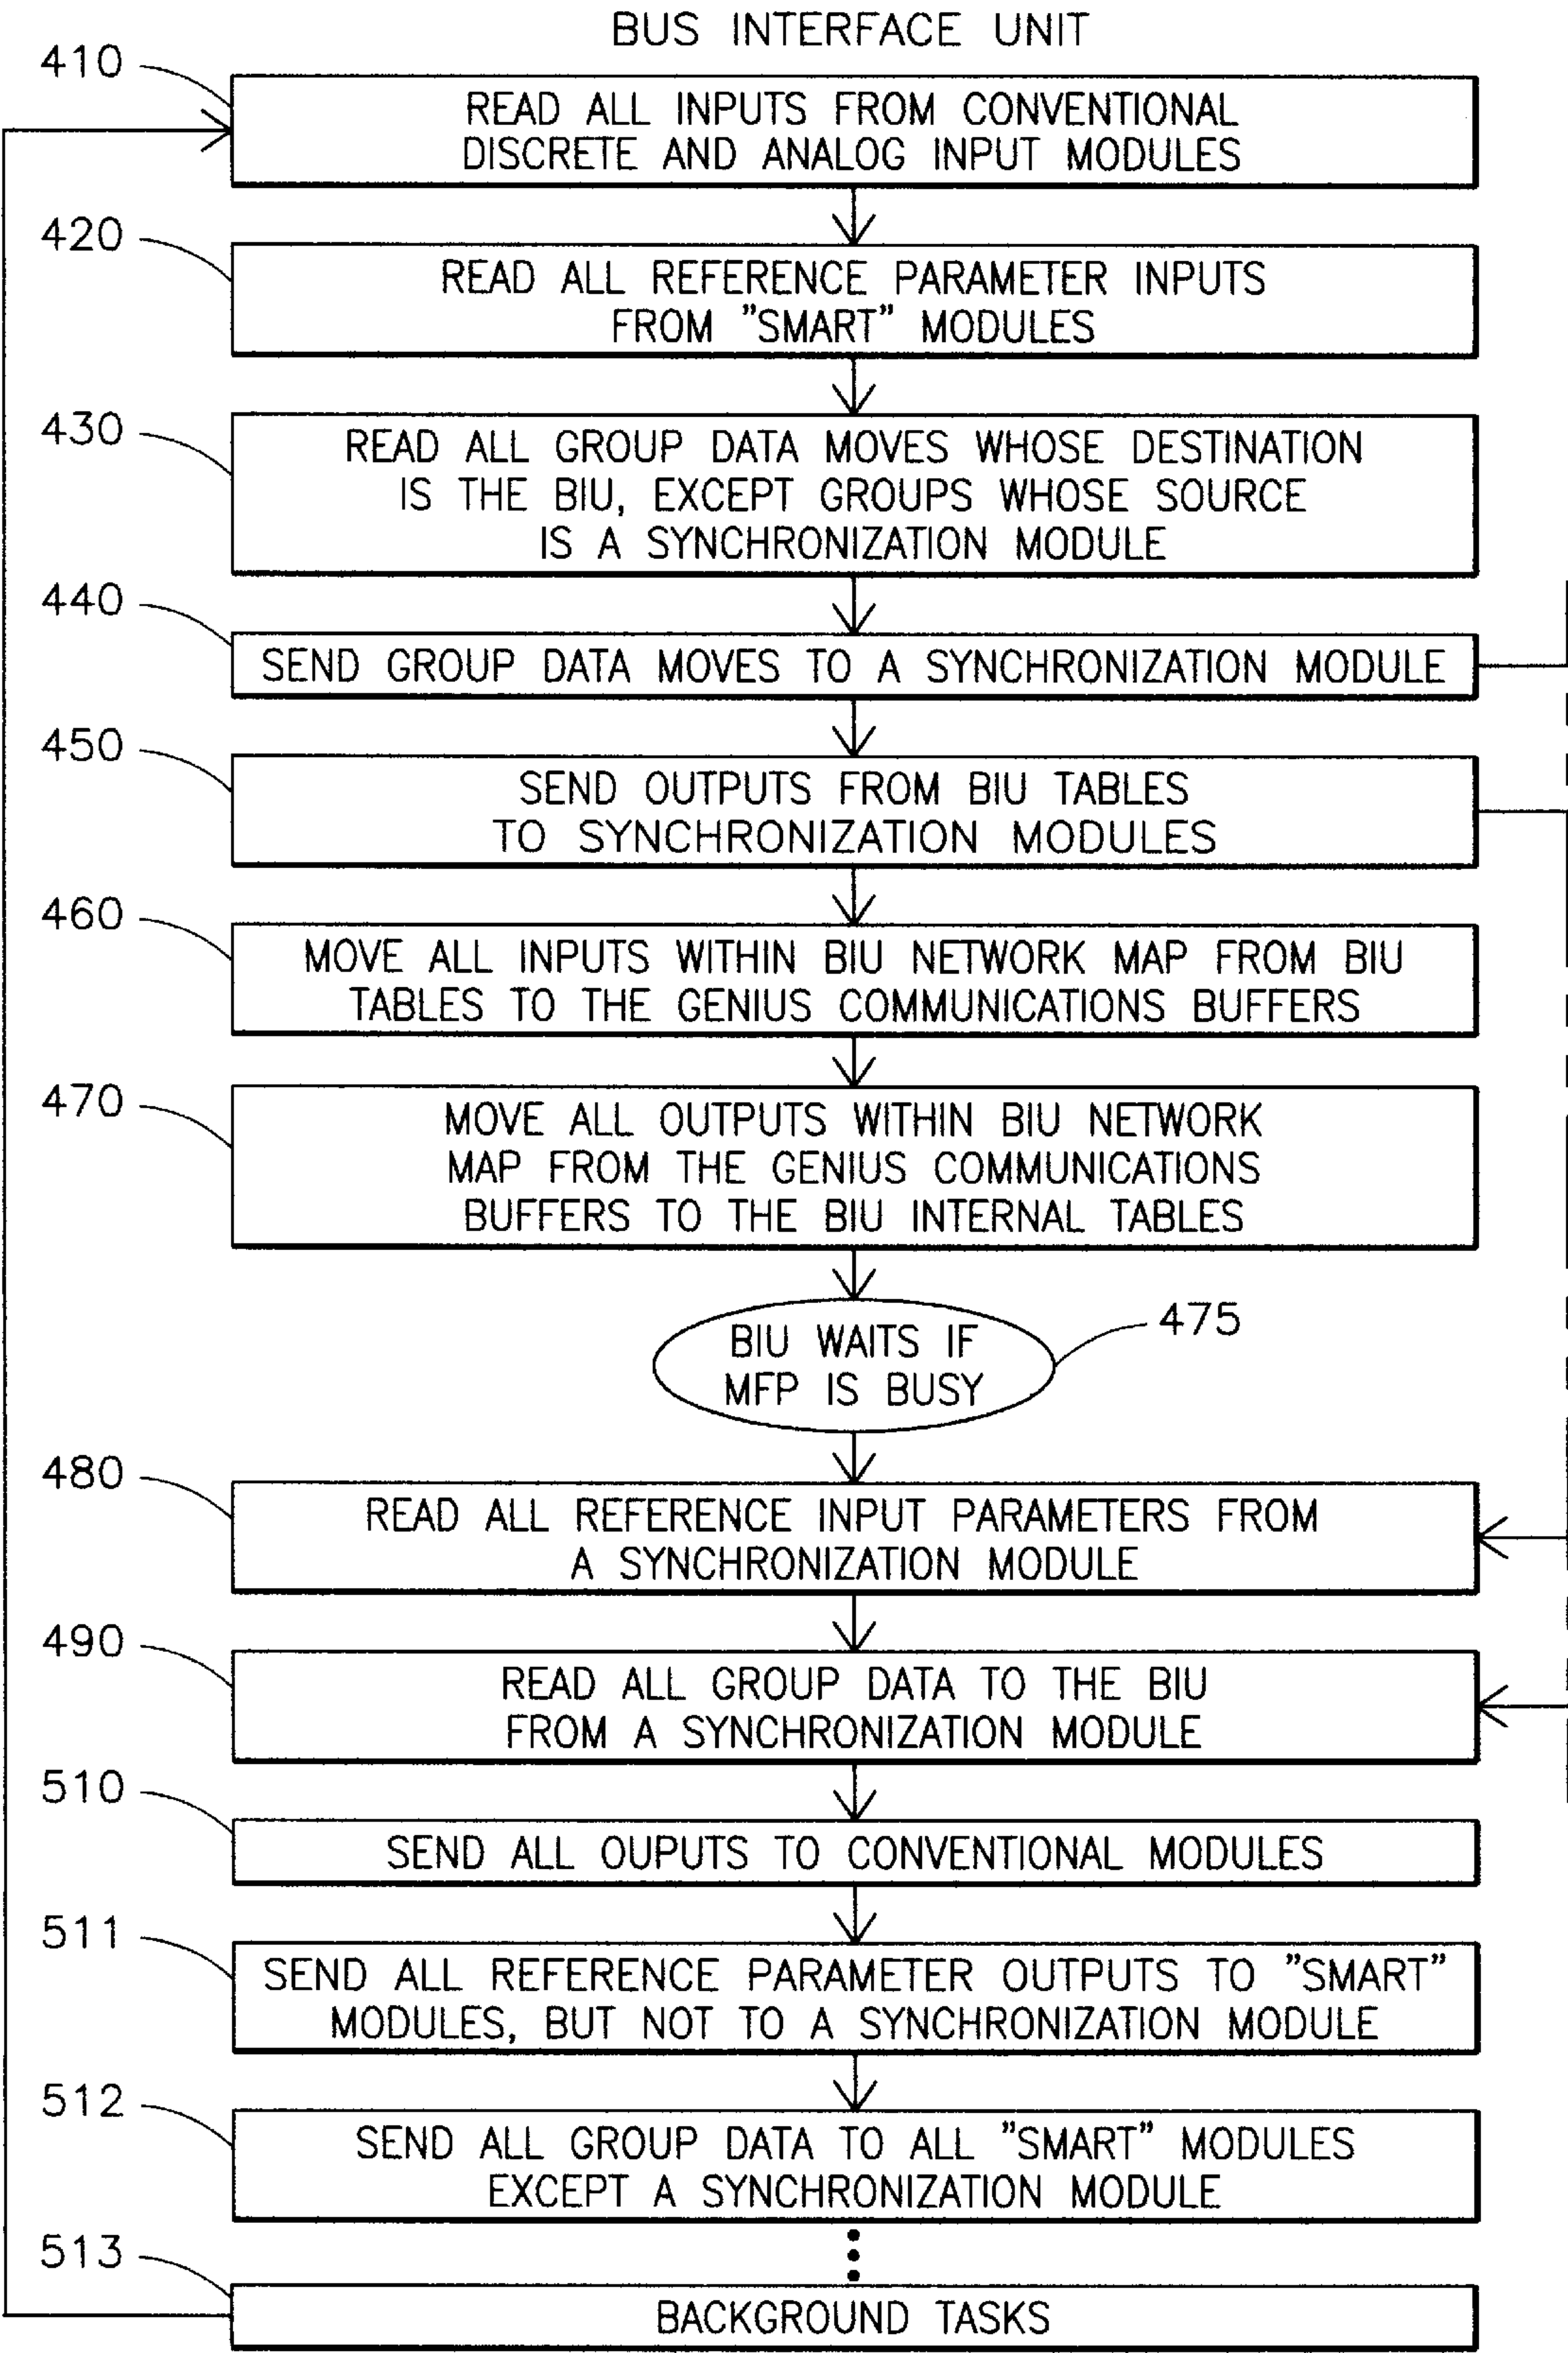 BUS INTERFACE UNIT
410
READ ALL INPUTS FROM CONVENTIONAL
DISCRETE AND ANALOG INPUT MODULES
420
READ ALL REFERENCE PARAMETER INPUTS
FROM "SMART" MODULES
430
READ ALL GROUP DATA MOVES WHOSE DESTINATION
IS THE BIU, EXCEPT GROUPS WHOSE SOURCE
IS A SYNCHRONIZATION MODULE
440
SEND GROUP DATA MOVES TO A SYNCHRONIZATION MODULE
450
SEND OUTPUTS FROM BIU TABLES
TO SYNCHRONIZATION MODULES
460
MOVE ALL INPUTS WITHIN BIU NETWORK MAP FROM BIU
TABLES TO THE GENIUS COMMUNICATIONS BUFFERS
470
MOVE ALL OUTPUTS WITHIN BIU NETWORK
MAP FROM THE GENIUS COMMUNICATIONS
BUFFERS TO THE BIU INTERNAL TABLES
475
BIU WAITS IF
MFP IS BUSY
480
READ ALL REFERENCE INPUT PARAMETERS FROM
A SYNCHRONIZATION MODULE
490
READ ALL GROUP DATA TO THE BIU
FROM A SYNCHRONIZATION MODULE
510
SEND ALL OUPUTS TO CONVENTIONAL MODULES
511
SEND ALL REFERENCE PARAMETER OUTPUTS TO "SMART"
MODULES, BUT NOT TO A SYNCHRONIZATION MODULE
512
SEND ALL GROUP DATA TO ALL "SMART" MODULES
EXCEPT A SYNCHRONIZATION MODULE
513
BACKGROUND TASKS